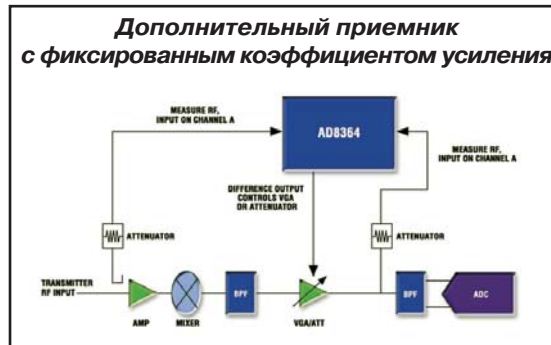 Дополнительный приемник
с фиксированным коэффициентом усиления
MEASURE RF,
INPUT ON CHANNEL A
AD8364
MEASURE RF,
INPUT ON CHANNEL A
DIFFERENCE OUTPUT
CONTROLS VGA
OR ATTENUATOR
ATTENUATOR
ATTENUATOR
TRANSMITTER
RF INPUT
AMP
MIXER
BPF
VGA/ATT
BPF
ADC